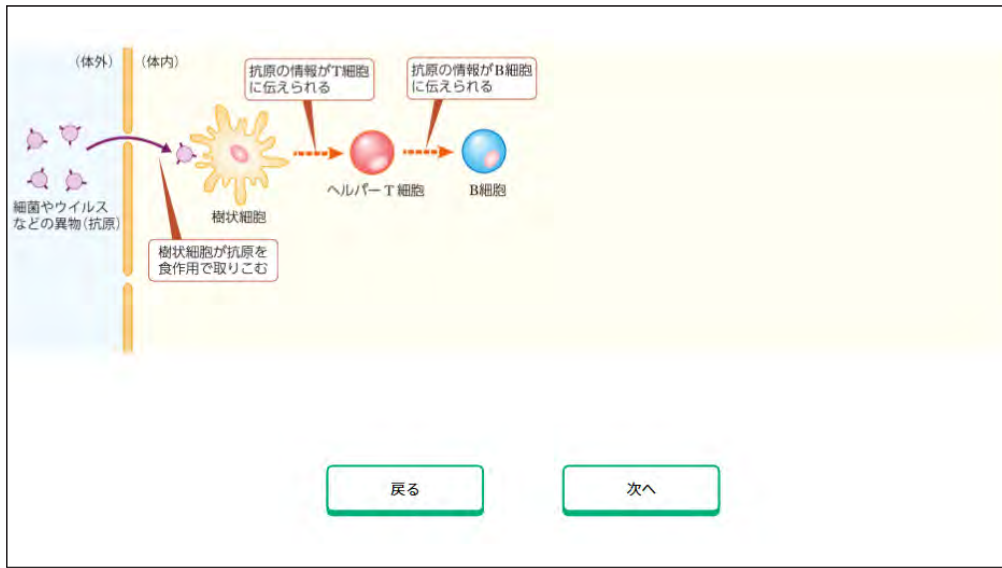 (体外)
(体内)
抗原の情報がT細胞
に伝えられる
抗原の情報がB細胞
に伝えられる
細菌やウイルス
などの異物(抗原)
樹状細胞
ヘルパーT細胞
B細胞
樹状細胞が抗原を
食作用で取りこむ
戻る
次へ